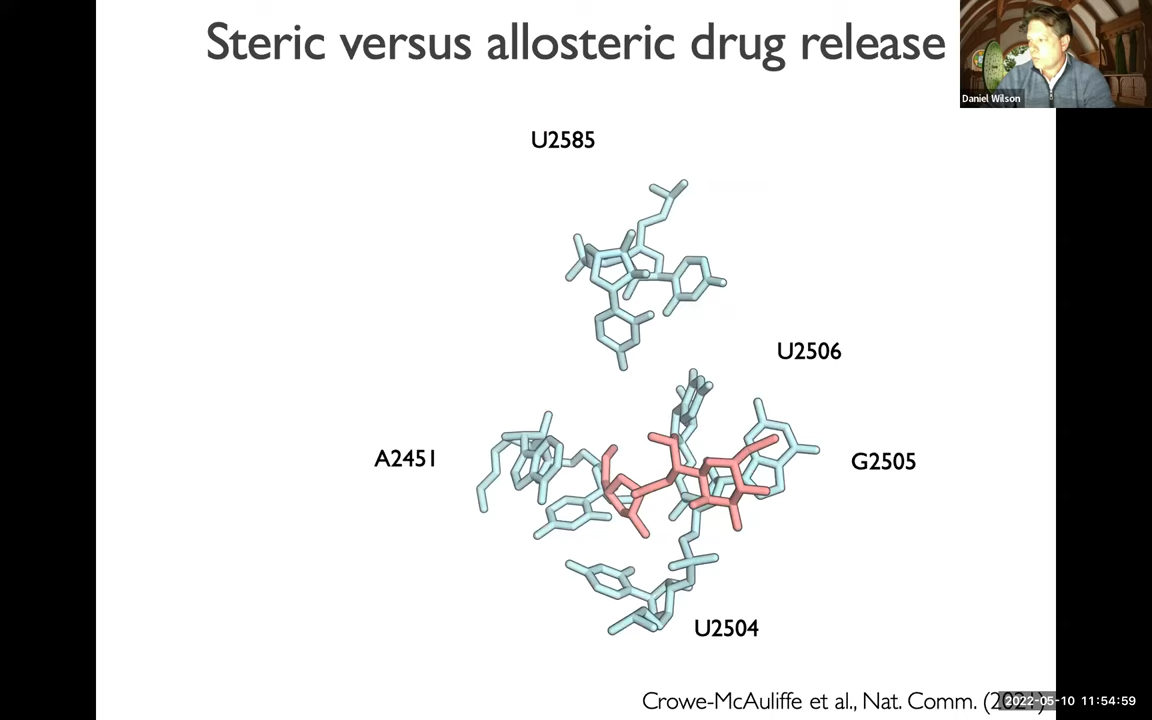 Steric versus allosteric drug release
Daniel Wilson
U2585
U2506
A2451
G2505
U2504
Crowe-McAuliffe et al., Nat. Comm. (2021)
2022-05-10 11:54:59